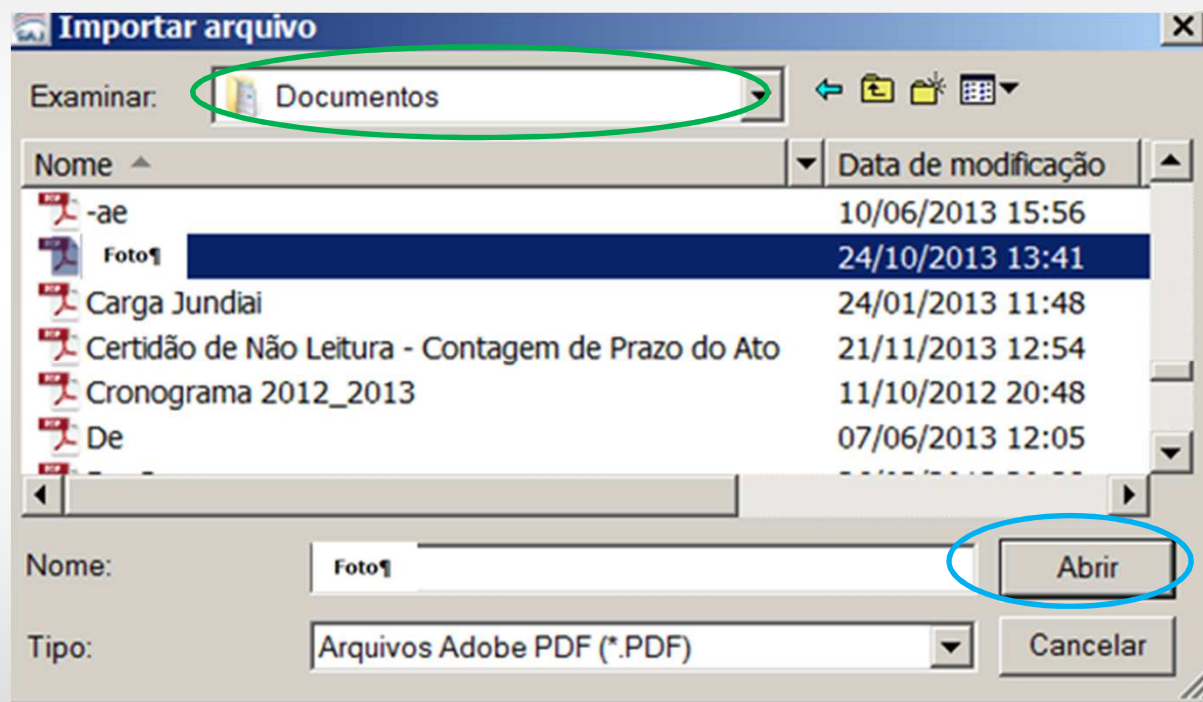 SAJ Importar arquivo
Examinar: Documentos
Nome Data de modificação
-ae 10/06/2013 15:56
Foto¶ 24/10/2013 13:41
Carga Jundiai 24/01/2013 11:48
Certidão de Não Leitura - Contagem de Prazo do Ato 21/11/2013 12:54
Cronograma 2012_2013 11/10/2012 20:48
De 07/06/2013 12:05
Nome: Foto¶ Abrir
Tipo: Arquivos Adobe PDF (*.PDF) Cancelar